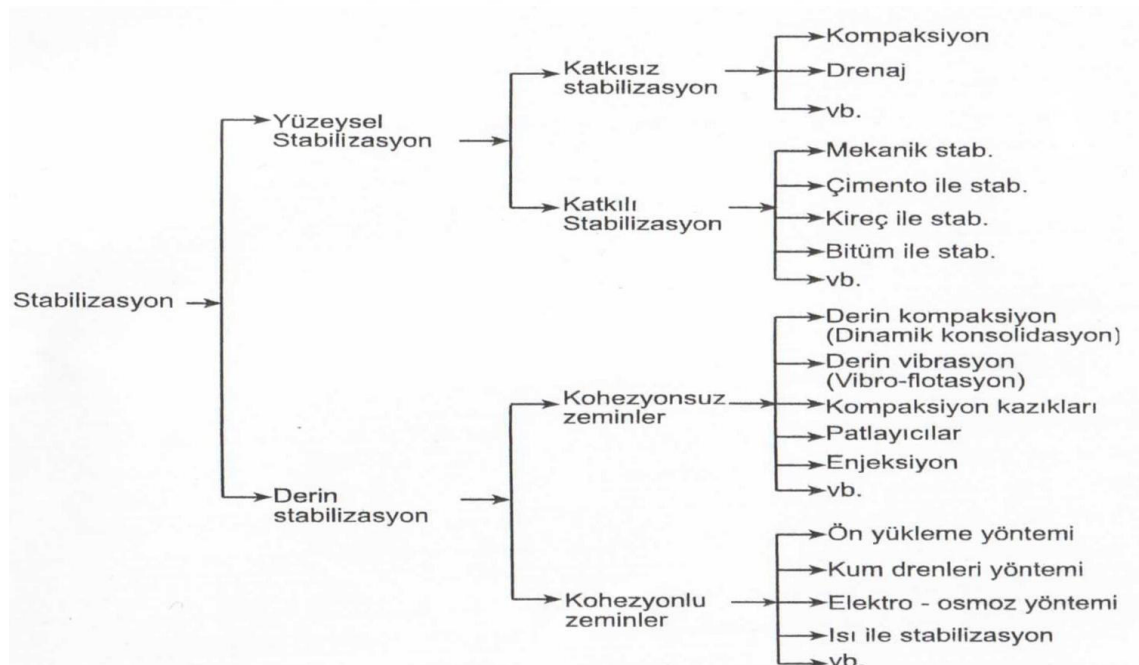 Stabilizasyon
Yüzeysel
Stabilizasyon
Katkısız
stabilizasyon
Kompaksiyon
Drenaj
vb.
Katkılı
Stabilizasyon
Mekanik stab.
Çimento ile stab.
Kireç ile stab.
Bitüm ile stab.
vb.
Derin
stabilizasyon
Kohezyonsuz
zeminler
Derin kompaksiyon
(Dinamik konsolidasyon)
Derin vibrasyon
(Vibro-flotasyon)
Kompaksiyon kazıkları
Patlayıcılar
Enjeksiyon
vb.
Kohezyonlu
zeminler
Ön yükleme yöntemi
Kum drenleri yöntemi
Elektro - osmoz yöntemi
Isı ile stabilizasyon
vb.